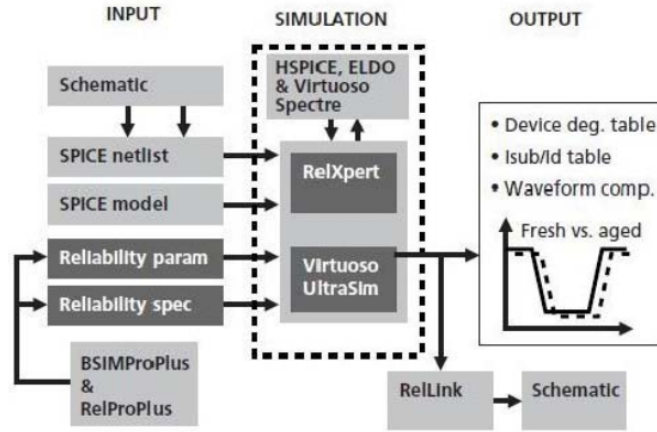 INPUT
SIMULATION
OUTPUT
Schematic
SPICE netlist
SPICE model
Reliability param
Reliability spec
BSIMProPlus
&
RelProPlus
HSPICE, ELDO
& Virtuoso
Spectre
RelXpert
Virtuoso
UltraSim
• Device deg. table
• Isub/Id table
• Waveform comp.
Fresh vs. aged
RelLink
Schematic